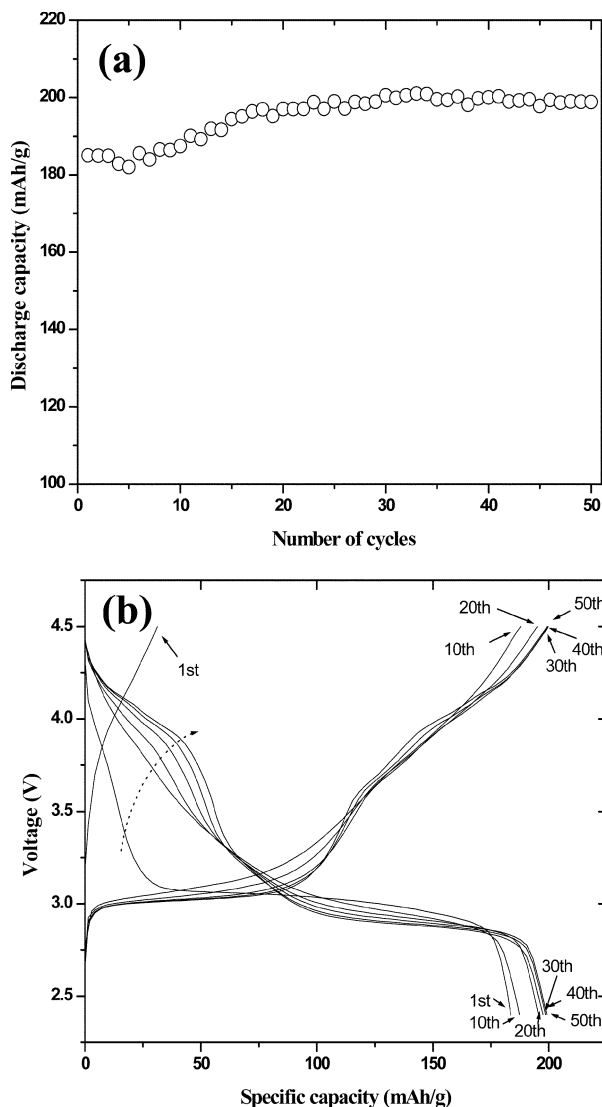 220
(a)
200
180
160
140
120
100
Discharge capacity (mAh/g)
0 10 20 30 40 50
Number of cycles
(b)
4.5
4.0
3.5
3.0
2.5
Voltage (V)
1st
20th
50th
10th
40th
30th
30th
1st
40th
10th
20th
50th
0 50 100 150 200
Specific capacity (mAh/g)